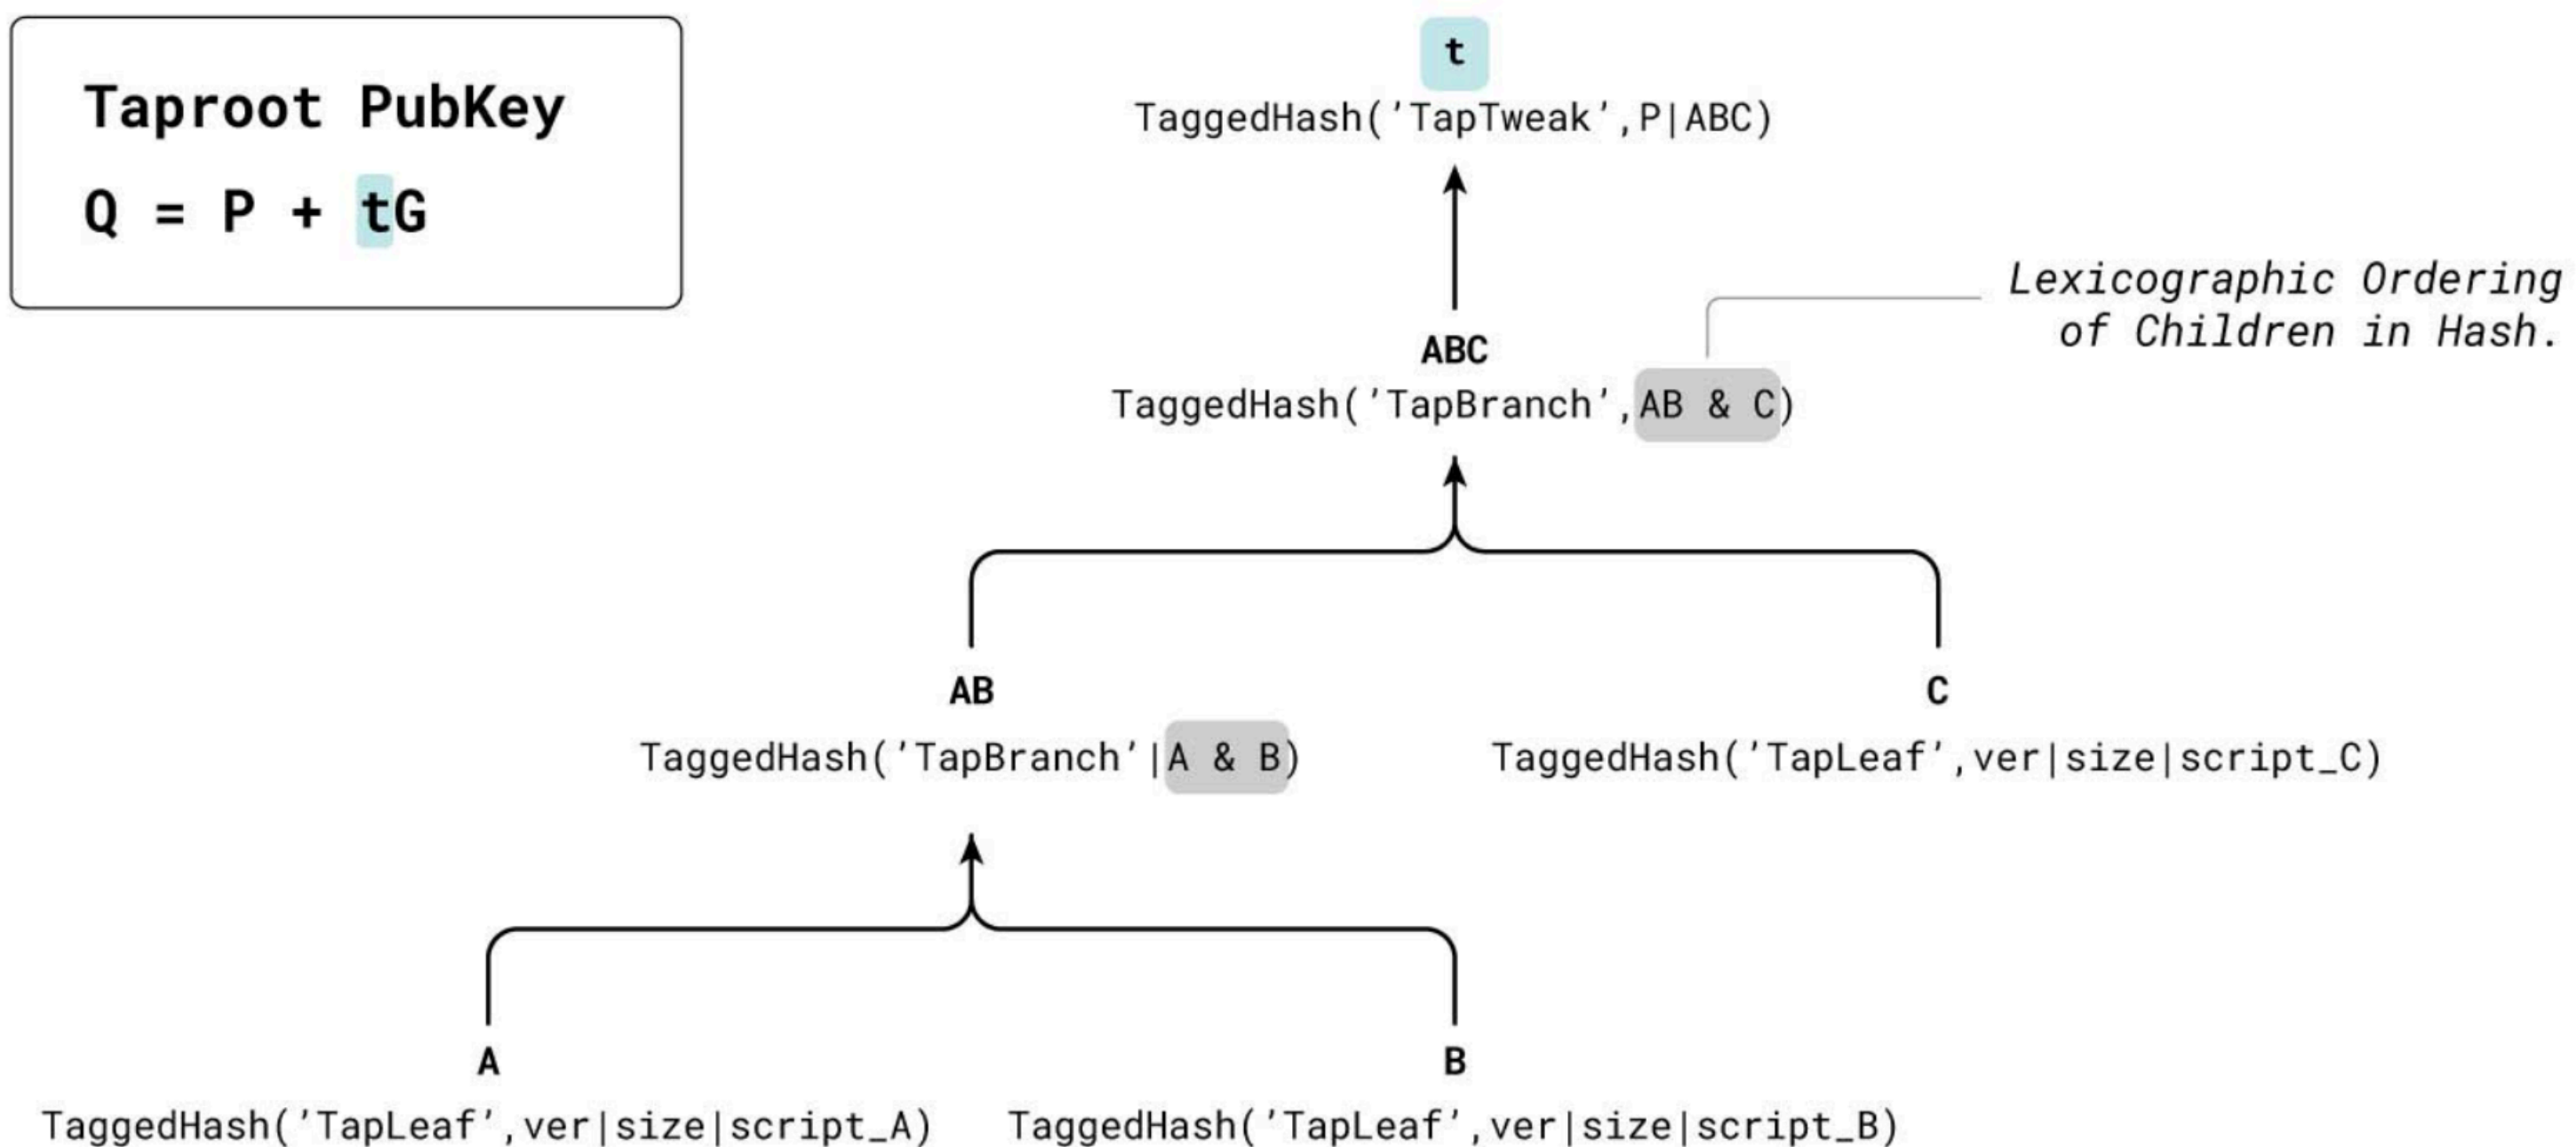 Taproot PubKey
Q = P + tG
t
TaggedHash('TapTweak',P|ABC)
Lexicographic Ordering
of Children in Hash.
ABC
TaggedHash('TapBranch',AB & C)
AB
TaggedHash('TapBranch'|A & B)
C
TaggedHash('TapLeaf',ver|size|script_C)
A
TaggedHash('TapLeaf',ver|size|script_A)
B
TaggedHash('TapLeaf',ver|size|script_B)